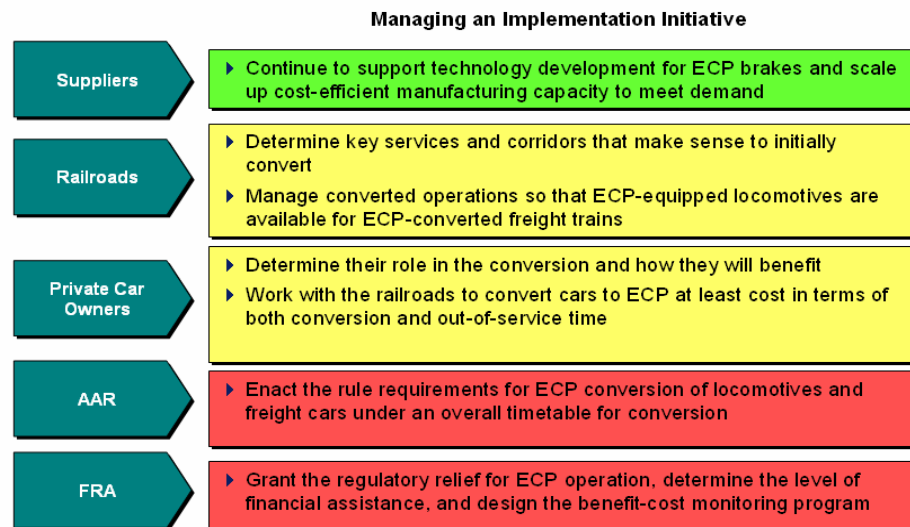 Managing an Implementation Initiative
Suppliers
Continue to support technology development for ECP brakes and scale
up cost-efficient manufacturing capacity to meet demand
Railroads
Determine key services and corridors that make sense to initially
convert
Manage converted operations so that ECP-equipped locomotives are
available for ECP-converted freight trains
Private Car
Owners
Determine their role in the conversion and how they will benefit
Work with the railroads to convert cars to ECP at least cost in terms of
both conversion and out-of-service time
AAR
Enact the rule requirements for ECP conversion of locomotives and
freight cars under an overall timetable for conversion
FRA
Grant the regulatory relief for ECP operation, determine the level of
financial assistance, and design the benefit-cost monitoring program